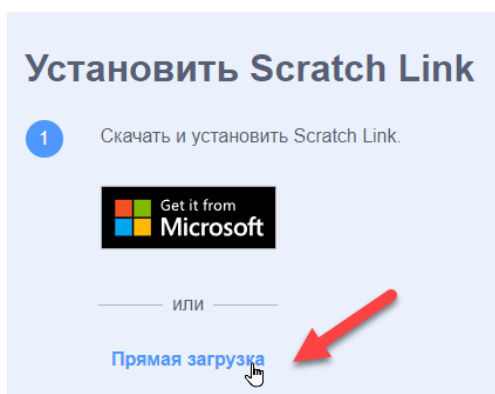 Установить Scratch Link
1
Скачать и установить Scratch Link.
Get it from
Microsoft
или
Прямая загрузка